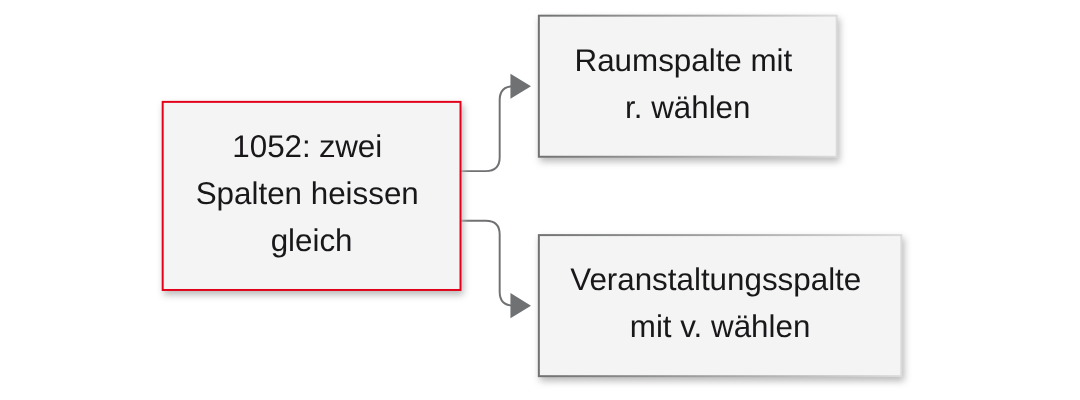 1052: zwei
Spalten heissen
gleich
Raumspalte mit
r. wählen
Veranstaltungsspalte
mit v. wählen